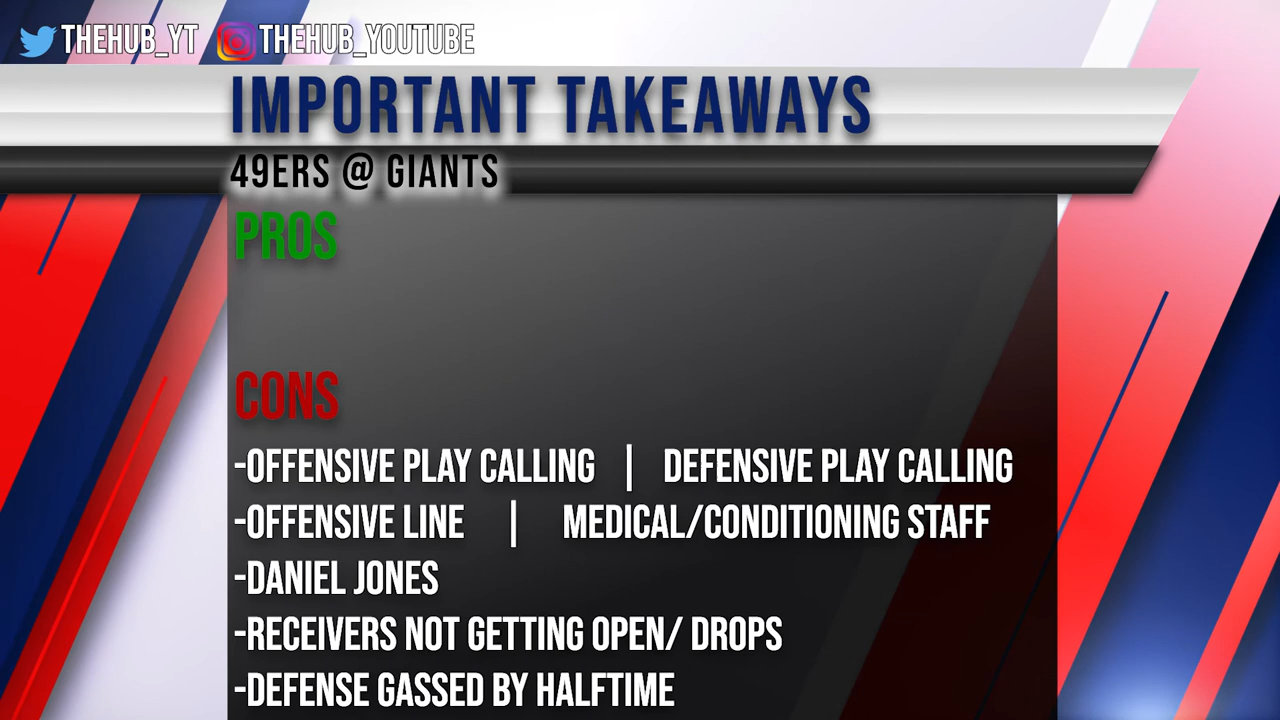 THEHUB_YT THEHUB_YOUTUBE
IMPORTANT TAKEAWAYS
49ERS @ GIANTS
PROS
CONS
-OFFENSIVE PLAY CALLING | DEFENSIVE PLAY CALLING
-OFFENSIVE LINE | MEDICAL/CONDITIONING STAFF
-DANIEL JONES
-RECEIVERS NOT GETTING OPEN/ DROPS
-DEFENSE GASSED BY HALFTIME